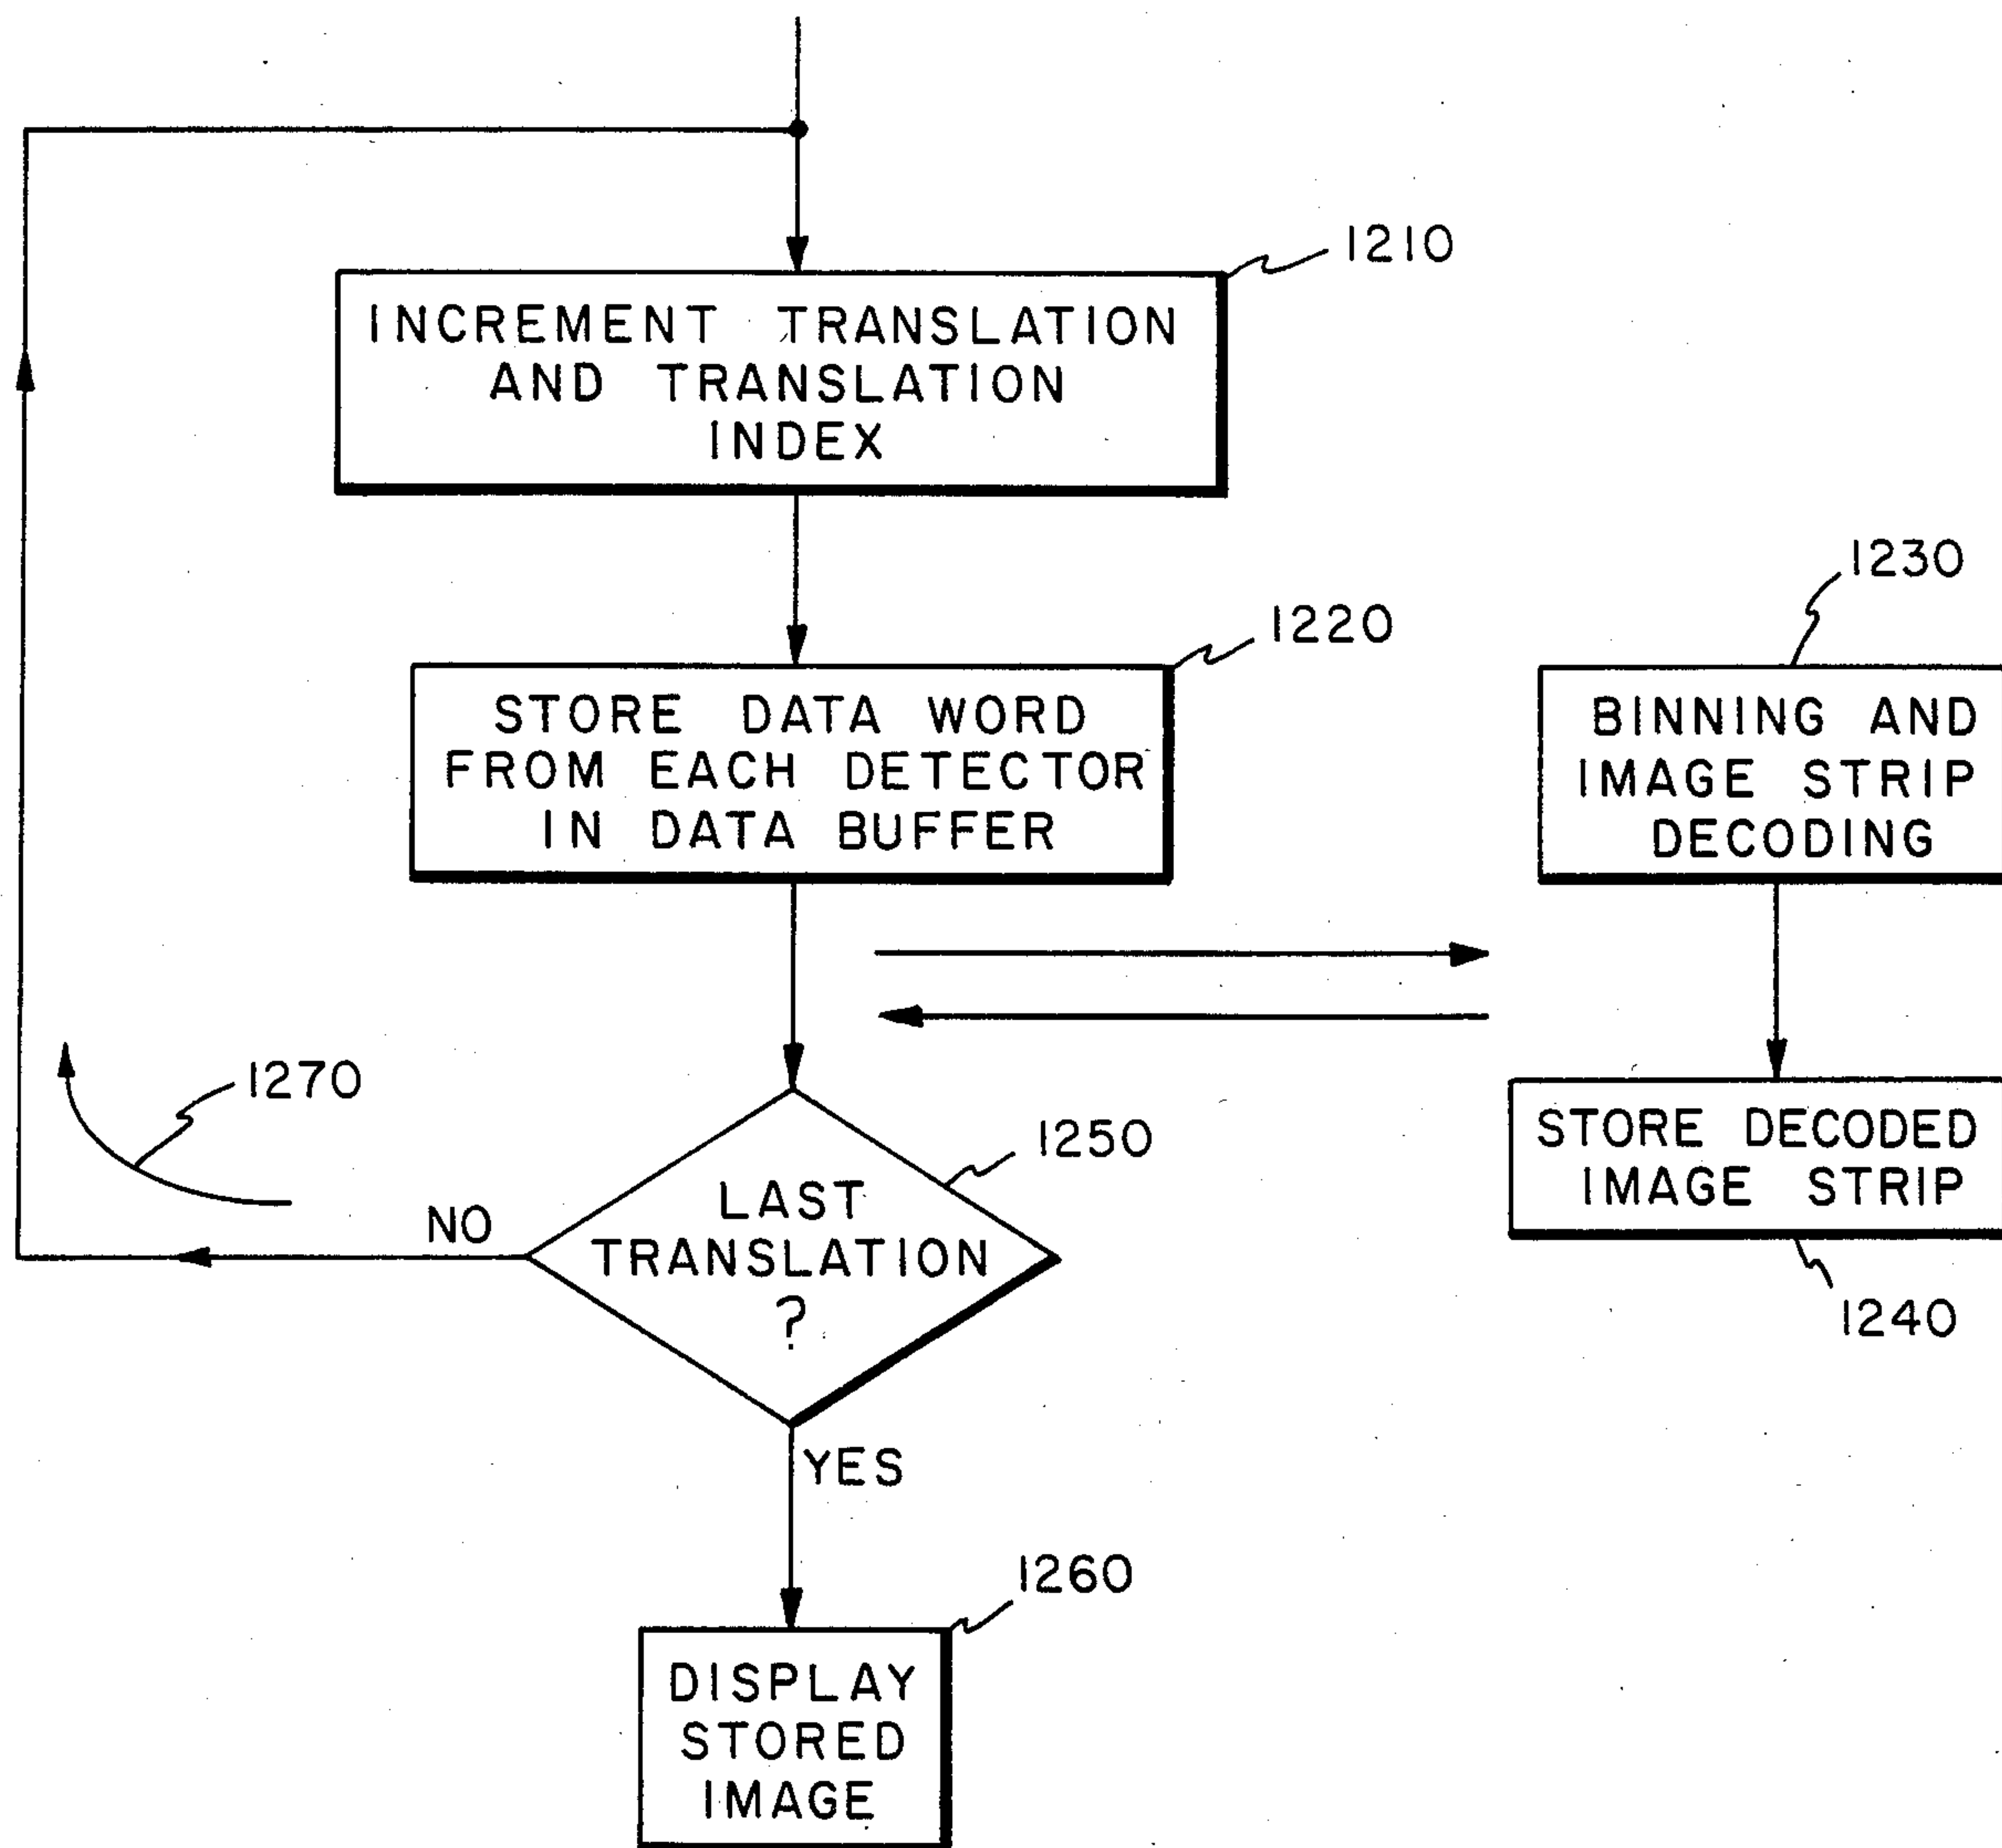 1210
INCREMENT TRANSLATION
AND TRANSLATION
INDEX
1220
STORE DATA WORD
FROM EACH DETECTOR
IN DATA BUFFER
1230
BINNING AND
IMAGE STRIP
DECODING
1270
1250
LAST
TRANSLATION
?
NO
YES
STORE DECODED
IMAGE STRIP
1240
1260
DISPLAY
STORED
IMAGE